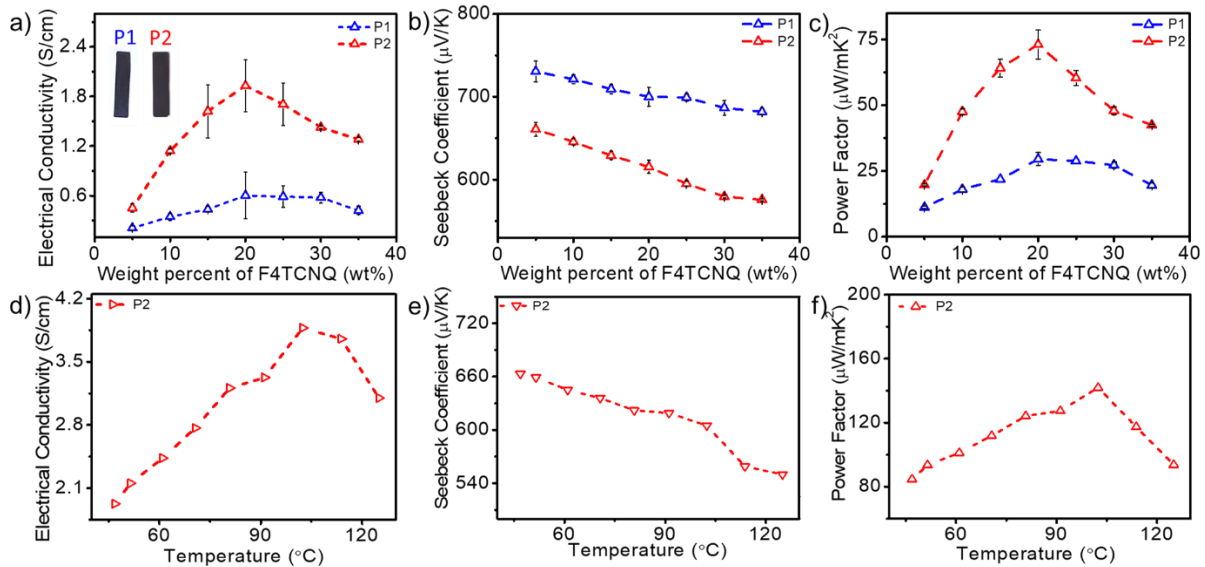 a)
Electrical Conductivity (S/cm)
2.4
1.8
1.2
0.6
P1 P2
P1
P2
0 10 20 30 40
Weight percent of F4TCNQ (wt%)
b)
Seebeck Coefficient (μV/K)
800
700
600
P1
P2
0 10 20 30 40
Weight percent of F4TCNQ (wt%)
c)
Power Factor (μW/mK²)
75
50
25
0
P1
P2
0 10 20 30 40
Weight percent of F4TCNQ (wt%)
d)
Electrical Conductivity (S/cm)
4.2
3.5
2.8
2.1
P2
60 90 120
Temperature (°C)
e)
Seebeck Coefficient (μV/K)
720
660
600
540
P2
60 90 120
Temperature (°C)
f)
Power Factor (μW/mK²)
160
120
80
P2
60 90 120
Temperature (°C)